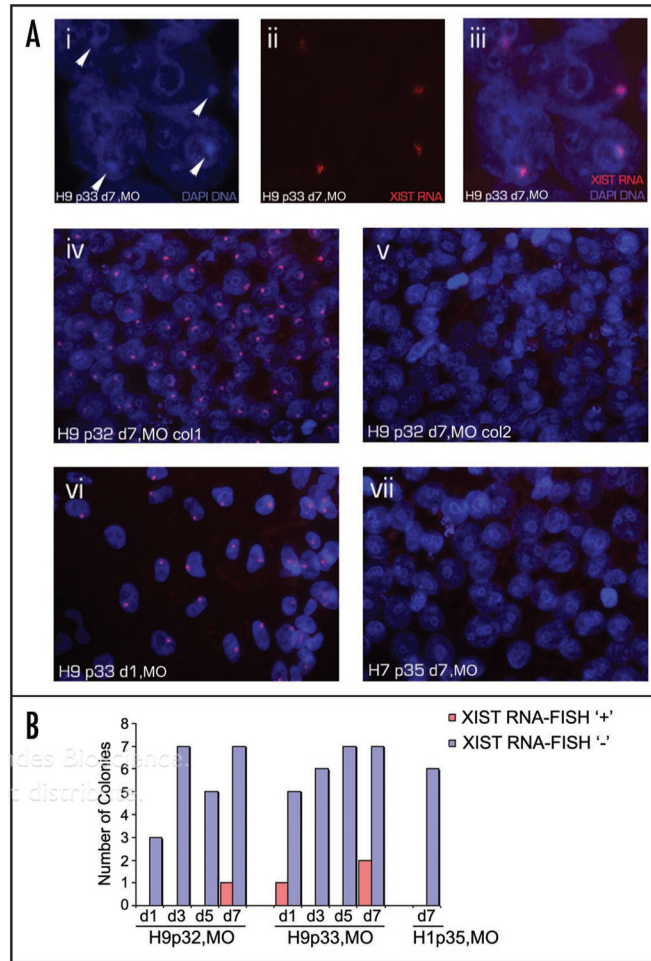 A
i
ii
iii
H9 p33 d7,MO
DAPI DNA
H9 p33 d7,MO
XIST RNA
H9 p33 d7,MO
XIST RNA
DAPI DNA
iv
v
H9 p32 d7,MO col1
H9 p32 d7,MO col2
vi
vii
H9 p33 d1,MO
H7 p35 d7,MO
B
XIST RNA-FISH ‘+’
XIST RNA-FISH ‘-’
Number of Colonies
8
7
6
5
4
3
2
1
0
d1 d3 d5 d7 d1 d3 d5 d7 d7
H9p32,MO H9p33,MO H1p35,MO
des Bioscience.
t distribute.